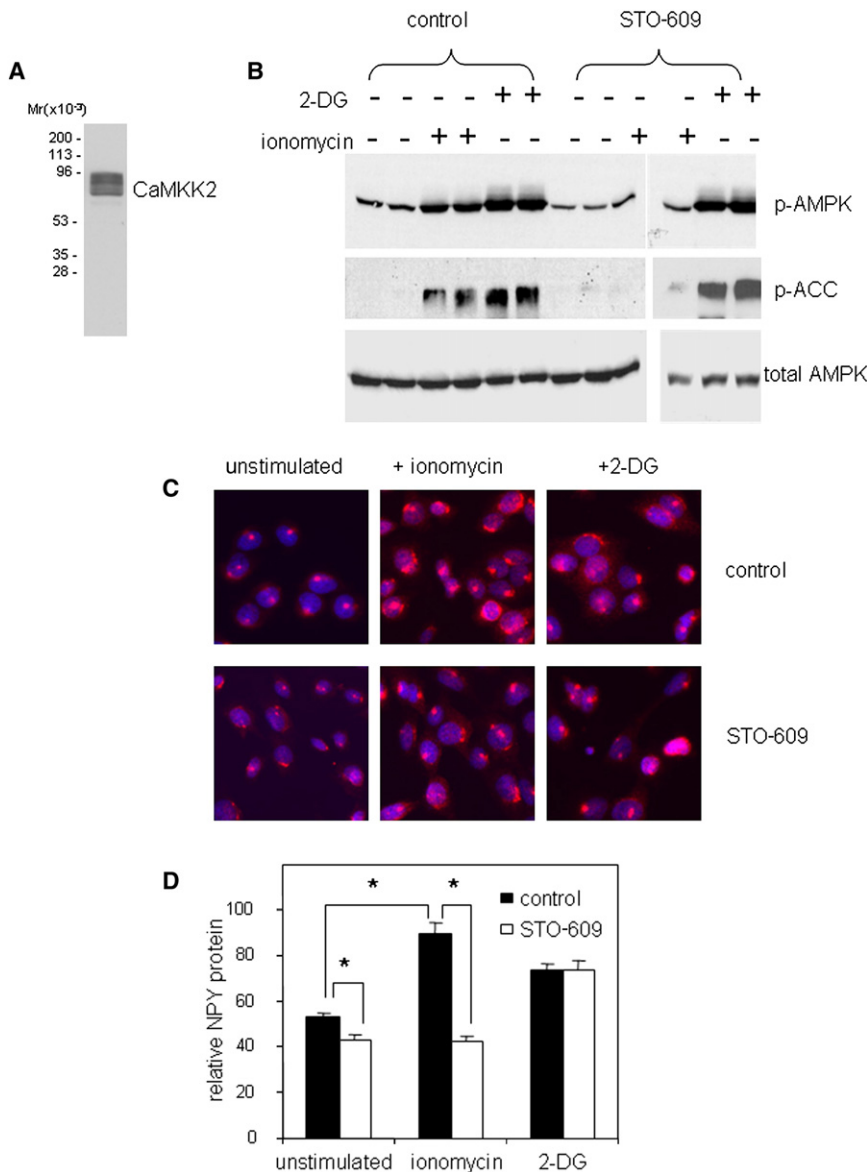 A
Mr(x10⁻³)
200 -
113 -
96 -
53 -
35 -
28 -
CaMKK2
B
control STO-609
2-DG - - - - + + - - - - + +
ionomycin - - + + - - - - + + - -
p-AMPK
p-ACC
total AMPK
C
unstimulated + ionomycin +2-DG
control
STO-609
D
relative NPY protein
100
80
60
40
20
0
* * *
control
STO-609
unstimulated ionomycin 2-DG